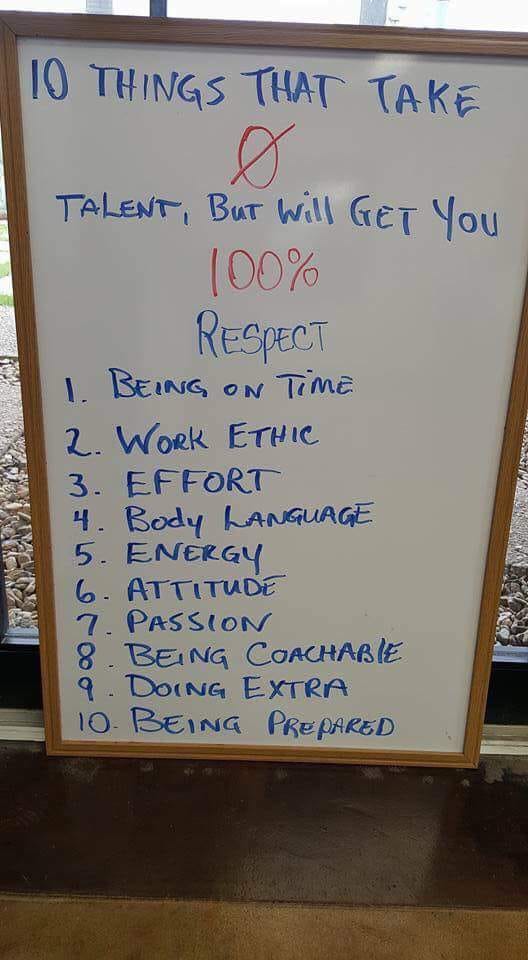 10 THINGS THAT TAKE
0
TALENT, BUT Will GET YOU
100%
RESPECT
1. BEING ON TIME
2. WORK ETHIC
3. EFFORT
4. Body LANGUAGE
5. ENERGY
6. ATTITUDE
7. PASSION
8. BEING COACHABlE
9. DOING EXTRA
10. BEING PREPARED